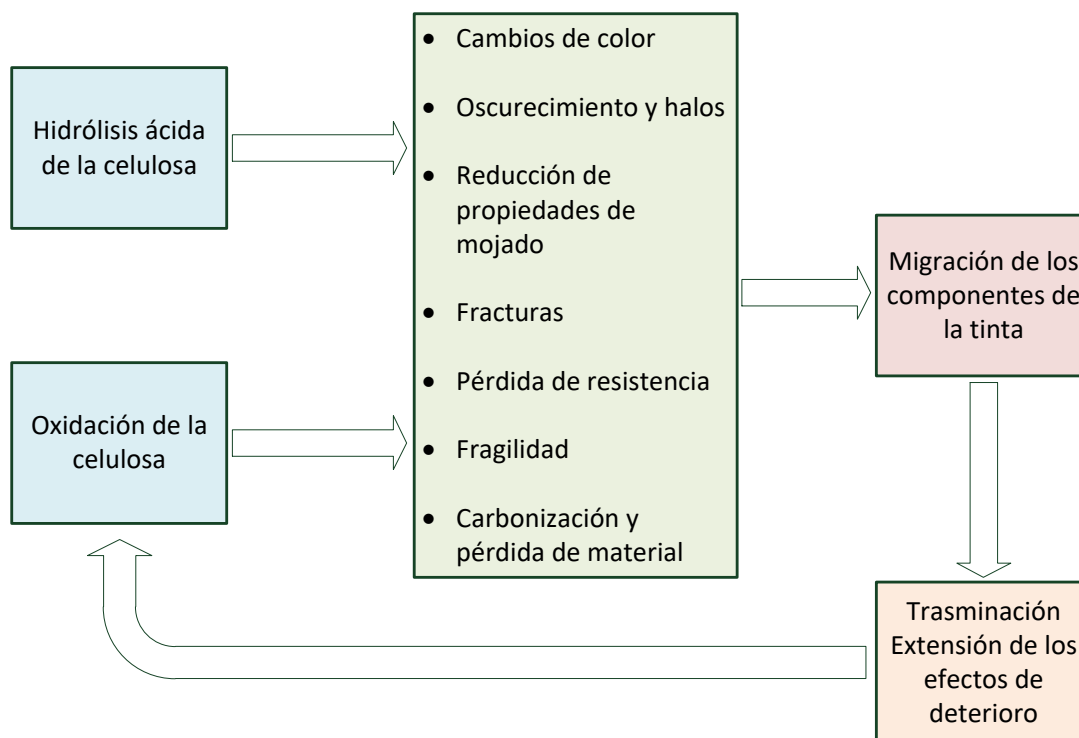 Hidrólisis ácida
de la celulosa
Oxidación de la
celulosa
• Cambios de color
• Oscurecimiento y halos
• Reducción de
propiedades de
mojado
• Fracturas
• Pérdida de resistencia
• Fragilidad
• Carbonización y
pérdida de material
Migración de los
componentes de
la tinta
Trasminación
Extensión de los
efectos de
deterioro